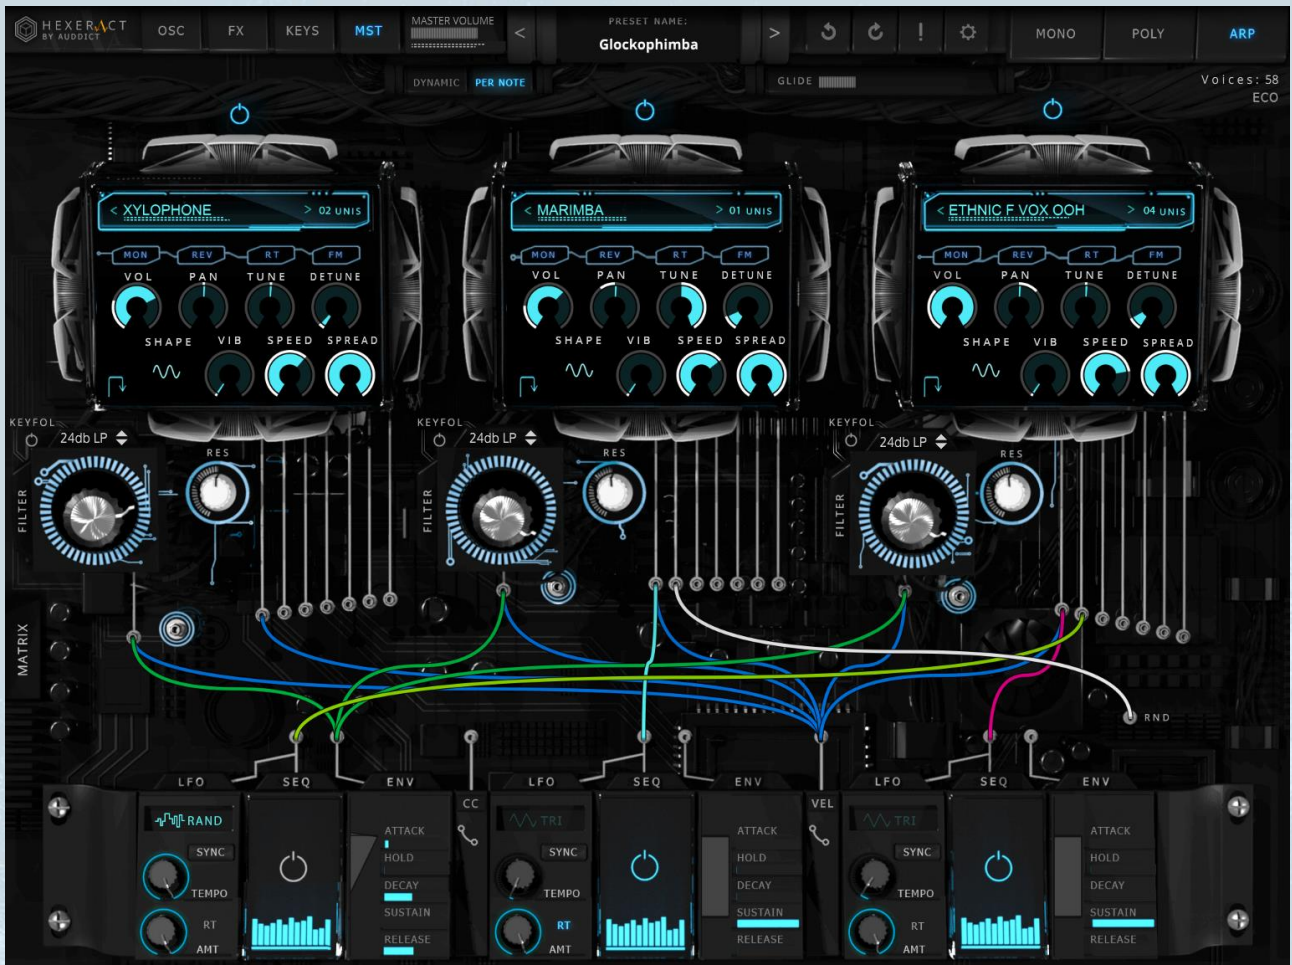 HEXERACT
BY AUDDICT
OSC
FX
KEYS
MST
MASTER VOLUME
<
PRESET NAME:
Glockophimba
>
!
MONO
POLY
ARP
DYNAMIC
PER NOTE
GLIDE
Voices: 58
ECO
< XYLOPHONE > 02 UNIS
MON REV RT FM
VOL PAN TUNE DETUNE
SHAPE VIB SPEED SPREAD
< MARIMBA > 01 UNIS
MON REV RT FM
VOL PAN TUNE DETUNE
SHAPE VIB SPEED SPREAD
< ETHNIC F VOX OOH > 04 UNIS
MON REV RT FM
VOL PAN TUNE DETUNE
SHAPE VIB SPEED SPREAD
KEYFOL
24db LP
RES
FILTER
KEYFOL
24db LP
RES
FILTER
KEYFOL
24db LP
RES
FILTER
MATRIX
RND
LFO
SEQ
ENV
LFO
SEQ
ENV
LFO
SEQ
ENV
RAND
SYNC
TEMPO
RT
AMT
ATTACK
HOLD
DECAY
SUSTAIN
RELEASE
CC
TRI
SYNC
TEMPO
RT
AMT
ATTACK
HOLD
DECAY
SUSTAIN
RELEASE
VEL
TRI
SYNC
TEMPO
RT
AMT
ATTACK
HOLD
DECAY
SUSTAIN
RELEASE